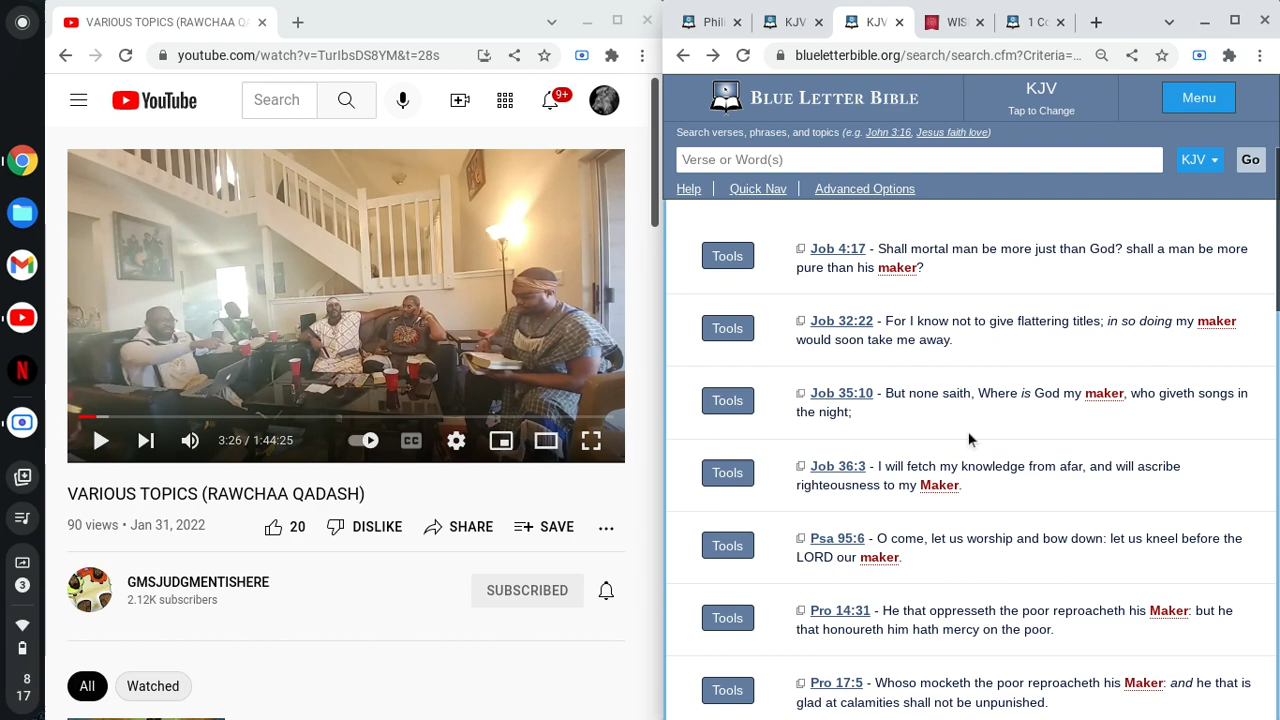 VARIOUS TOPICS (RAWCHAA Q
youtube.com/watch?v=TurIbsDS8YM&t=28s
YouTube
Search
9+
3:26 / 1:44:25
CC
VARIOUS TOPICS (RAWCHAA QADASH)
90 views • Jan 31, 2022
20
DISLIKE
SHARE
SAVE
GMSJUDGMENTISHERE
2.12K subscribers
SUBSCRIBED
All
Watched
N
3
8
17
Phil
KJV
KJV
WIS
1 Co
blueletterbible.org/search/search.cfm?Criteria=...
BLUE LETTER BIBLE
KJV
Tap to Change
Menu
Search verses, phrases, and topics (e.g. John 3:16, Jesus faith love)
Verse or Word(s)
KJV
Go
Help
Quick Nav
Advanced Options
Tools
Job 4:17 - Shall mortal man be more just than God? shall a man be more
pure than his maker?
Tools
Job 32:22 - For I know not to give flattering titles; in so doing my maker
would soon take me away.
Tools
Job 35:10 - But none saith, Where is God my maker, who giveth songs in
the night;
Tools
Job 36:3 - I will fetch my knowledge from afar, and will ascribe
righteousness to my Maker.
Tools
Psa 95:6 - O come, let us worship and bow down: let us kneel before the
LORD our maker.
Tools
Pro 14:31 - He that oppresseth the poor reproacheth his Maker: but he
that honoureth him hath mercy on the poor.
Tools
Pro 17:5 - Whoso mocketh the poor reproacheth his Maker: and he that is
glad at calamities shall not be unpunished.